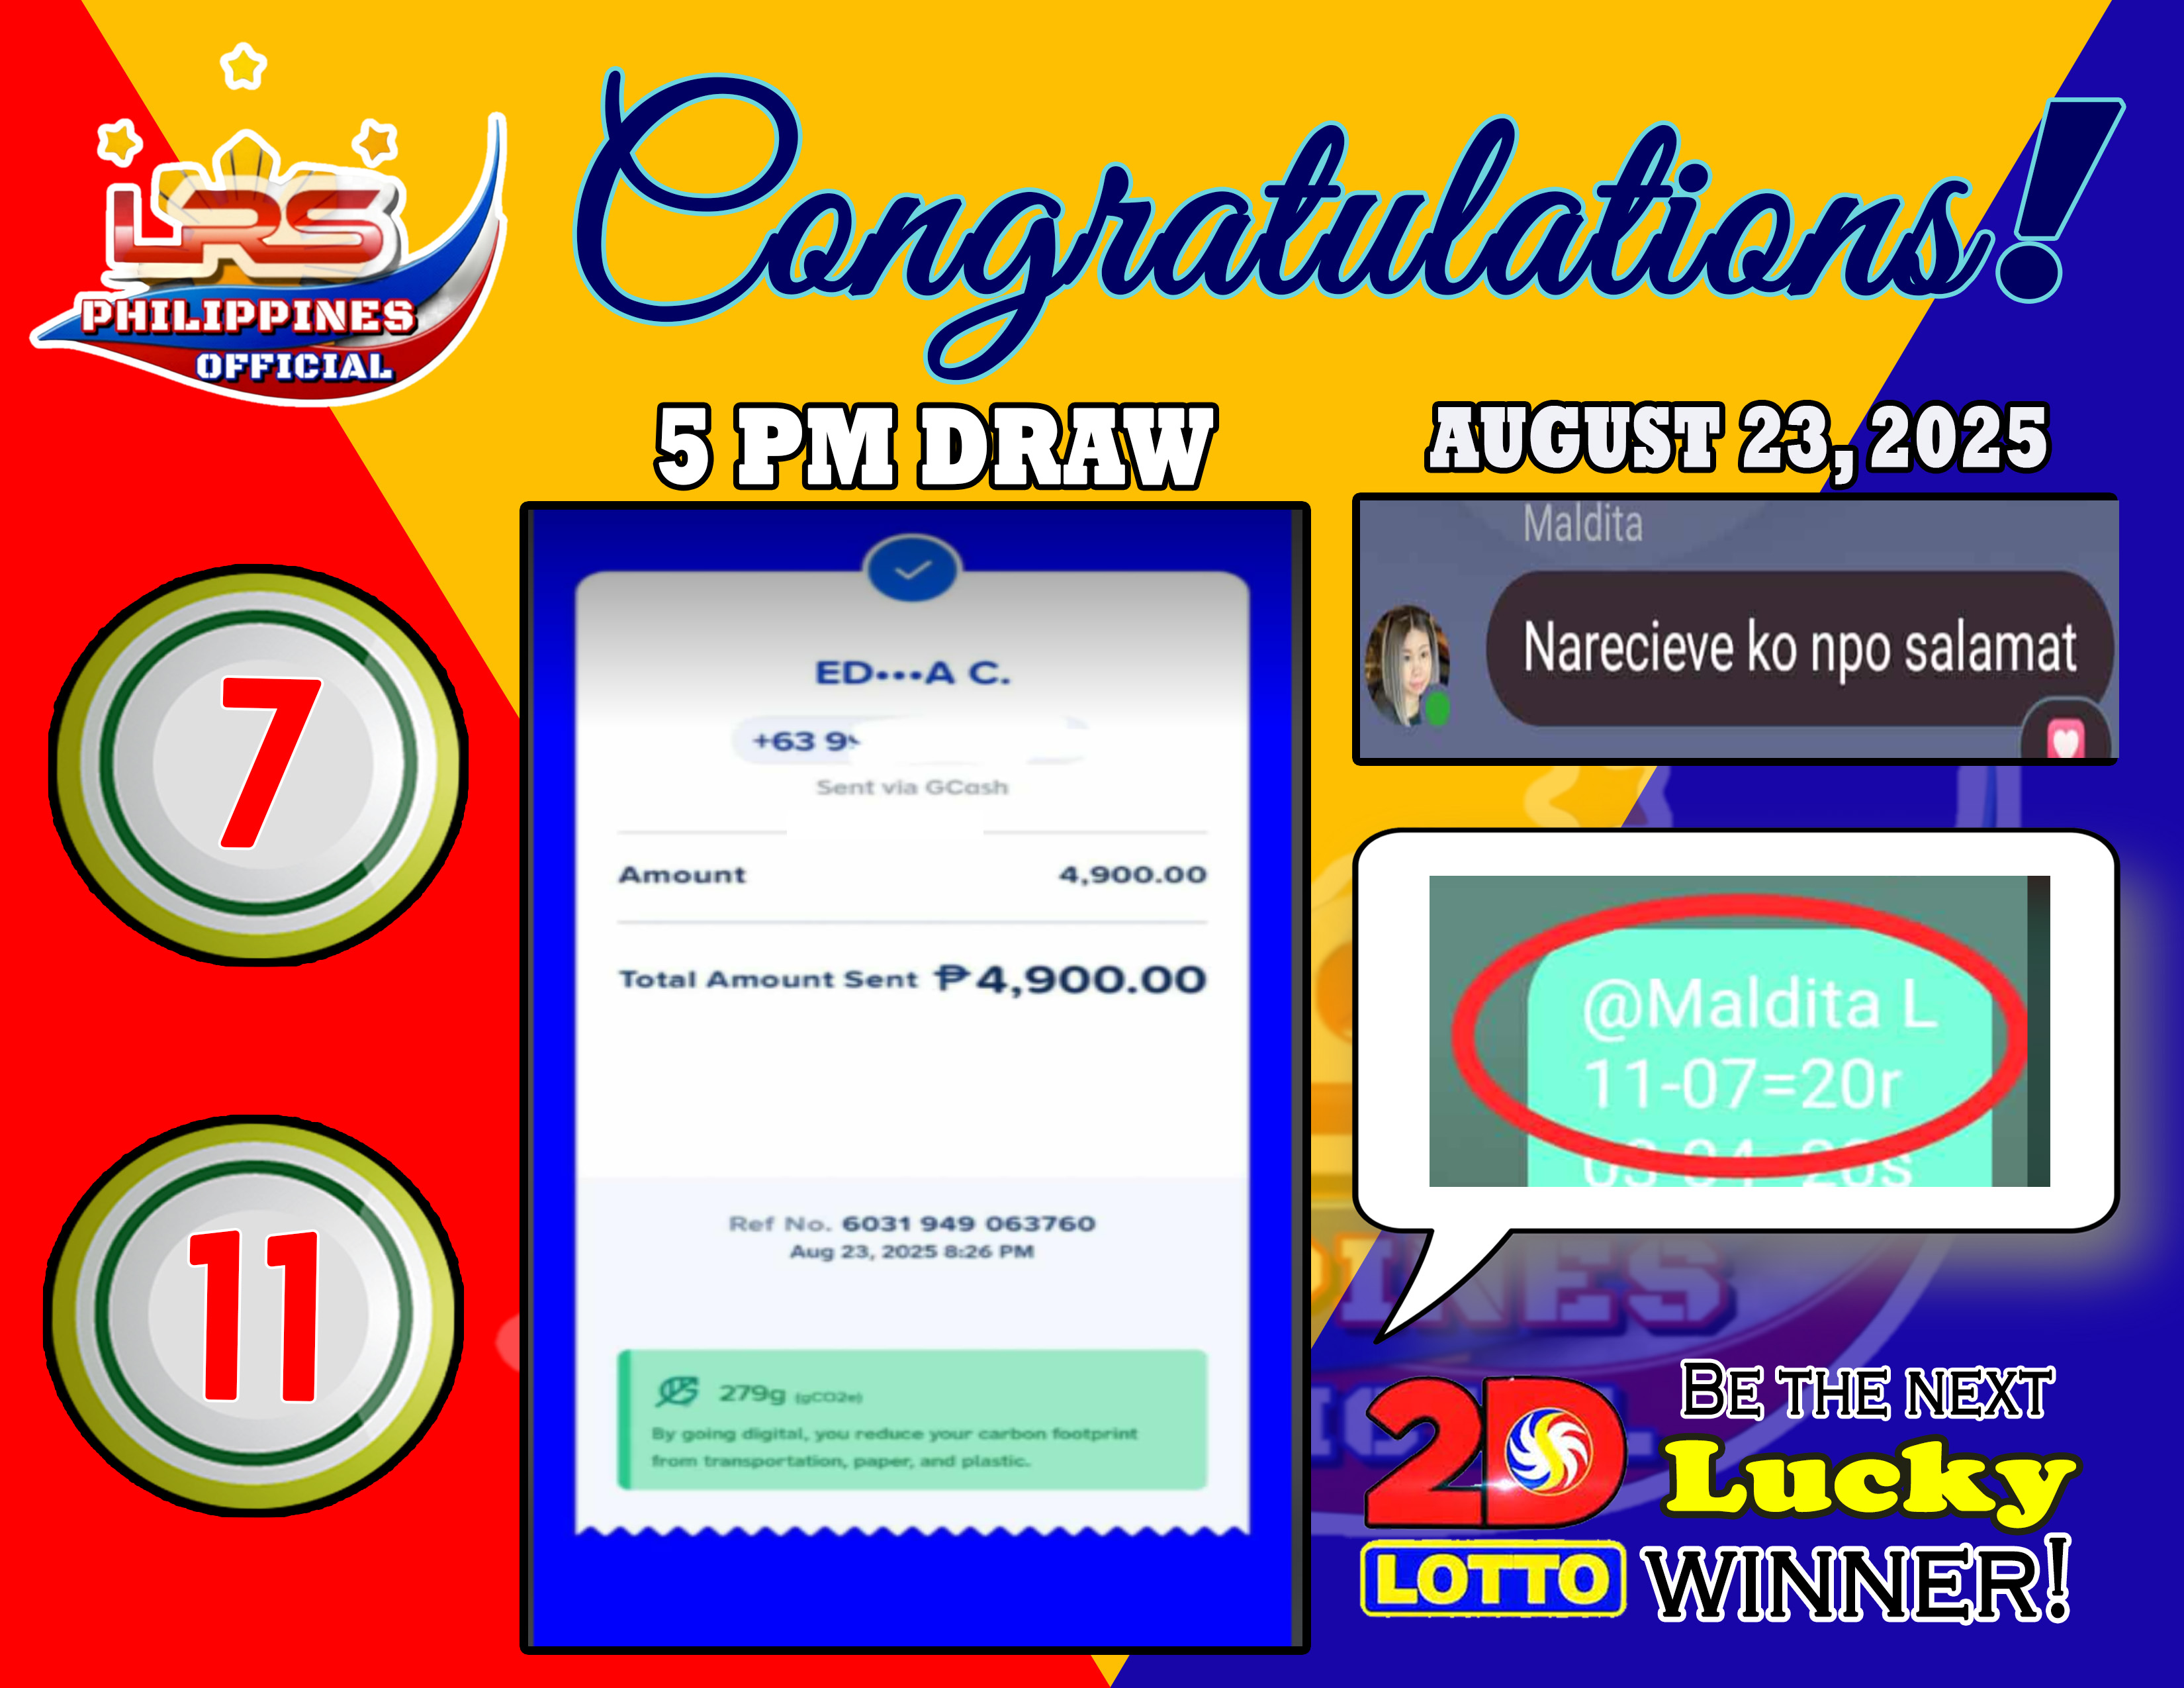 LRS
PHILIPPINES
OFFICIAL
Congratulations!
5 PM DRAW
AUGUST 23, 2025
7
11
ED•••A C.
+63 9
Sent via GCash
Amount 4,900.00
Total Amount Sent ₱4,900.00
Ref No. 6031 949 063760
Aug 23, 2025 8:26 PM
279g (gCO2e)
By going digital, you reduce your carbon footprint
from transportation, paper, and plastic.
Maldita
Narecieve ko npo salamat
@Maldita L
11-07=20r
2D
LOTTO
BE THE NEXT
Lucky
WINNER!